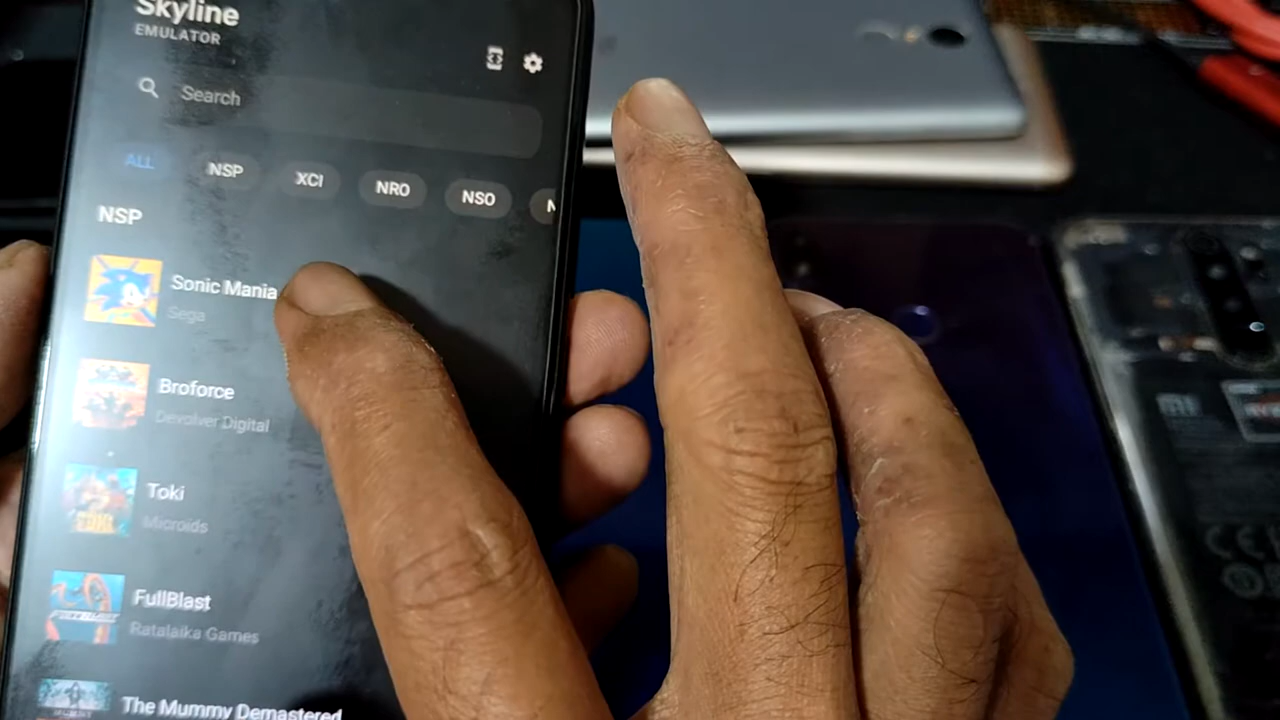 Skyline
EMULATOR
Search
ALL
NSP
XCI
NRO
NSO
NSP
Sonic Mania
Sega
Broforce
Devolver Digital
Toki
Microids
FullBlast
Ratalaika Games
The Mummy Demastered
mi